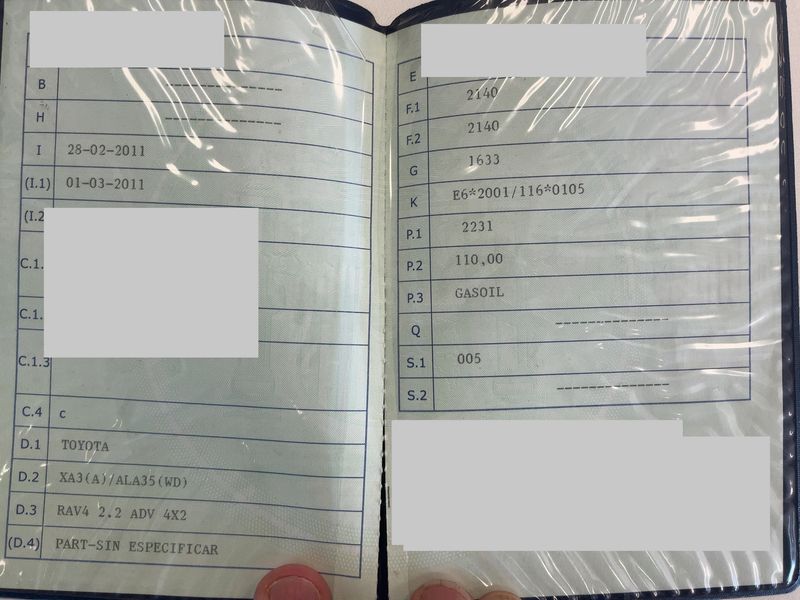 B ------------
H ------------
I 28-02-2011
(I.1) 01-03-2011
(I.2
C.1.
C.1.
C.1.3
C.4 c
D.1 TOYOTA
D.2 XA3(A)/ALA35(WD)
D.3 RAV4 2.2 ADV 4X2
(D.4) PART-SIN ESPECIFICAR
E
F.1 2140
F.2 2140
G 1633
K E6*2001/116*0105
P.1 2231
P.2 110,00
P.3 GASOIL
Q ------------
S.1 005
S.2 ------------